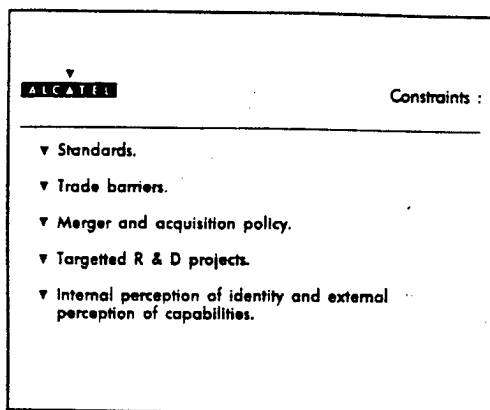 ALCATEL
Constraints :
▼ Standards.
▼ Trade barriers.
▼ Merger and acquisition policy.
▼ Targetted R & D projects.
▼ Internal perception of identity and external
perception of capabilities.